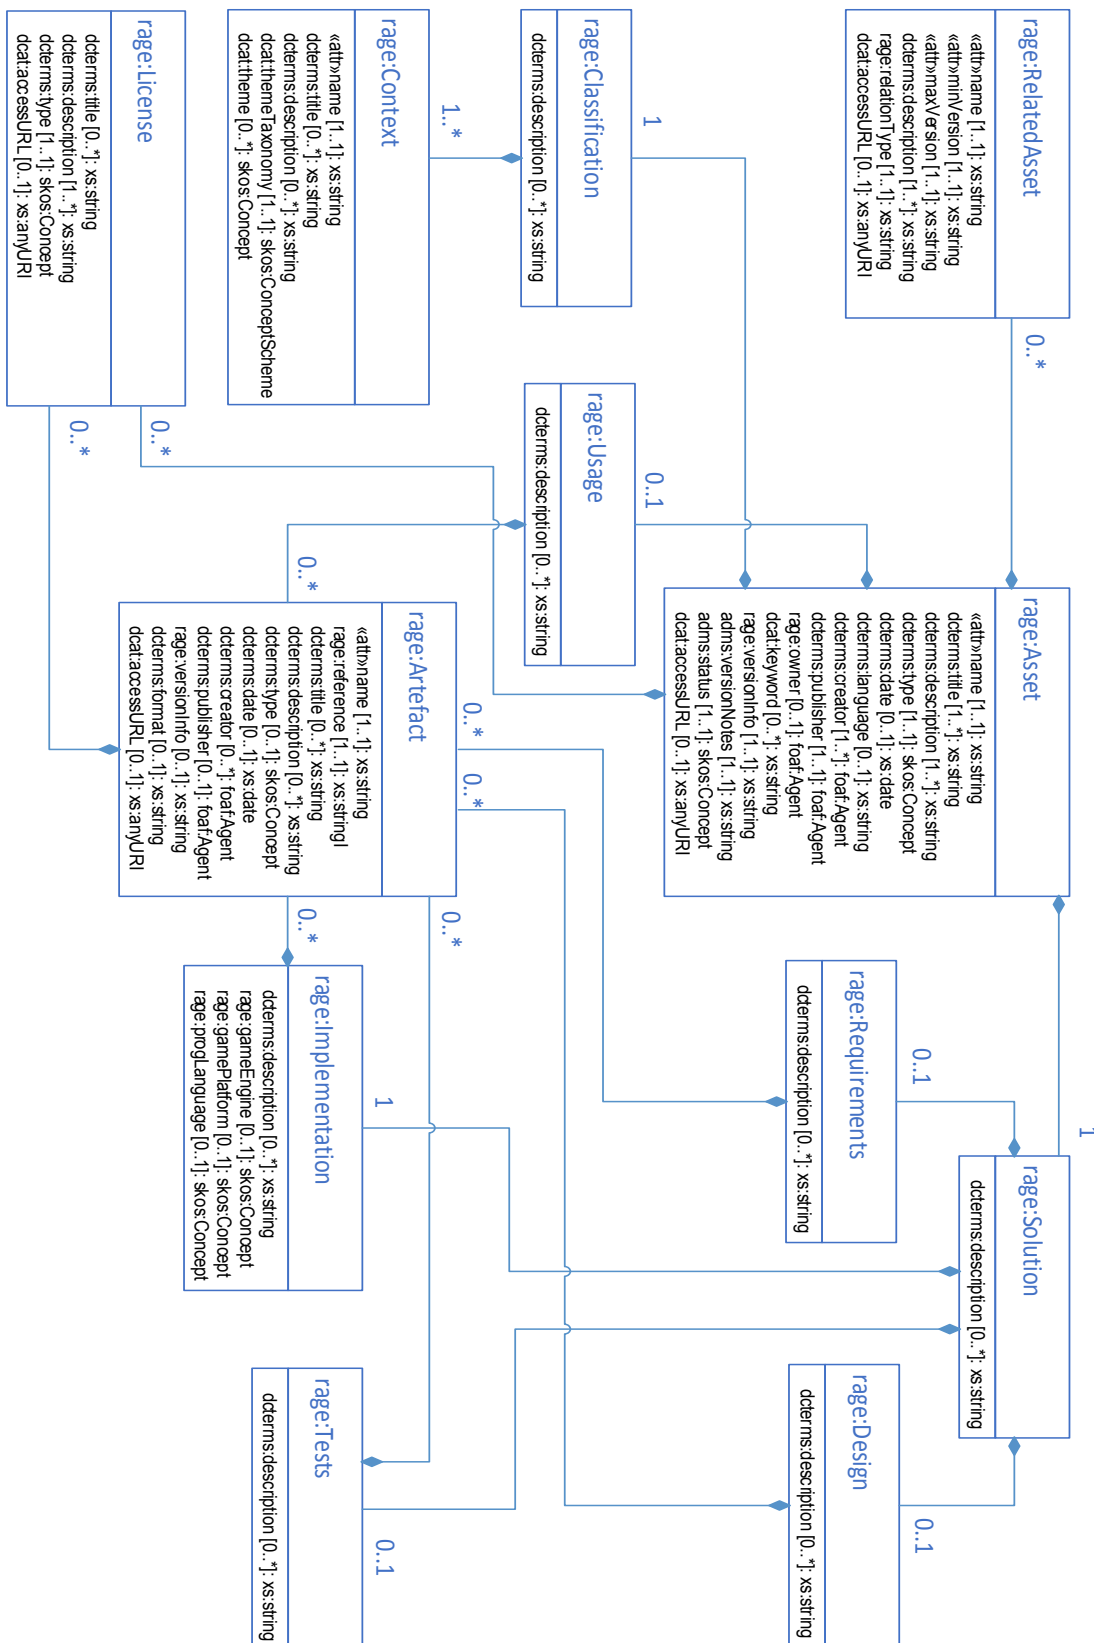 rage:RelatedAsset
«attr»name [1..1]: xs:string
«attr»minVersion [1..1]: xs:string
«attr»maxVersion [1..1]: xs:string
dcterms:description [1..*]: xs:string
rage:relationType [1..1]: xs:string
dcat:accessURL [0..1]: xs:anyURI
0..*
rage:Asset
«attr»name [1..1]: xs:string
dcterms:title [1..*]: xs:string
dcterms:description [1..*]: xs:string
dcterms:type [1..1]: skos:Concept
dcterms:date [0..1]: xs:date
dcterms:language [0..1]: xs:string
dcterms:creator [1..*]: foaf:Agent
dcterms:publisher [1..1]: foaf:Agent
rage:owner [0..1]: foaf:Agent
dcat:keyword [0..*]: xs:string
rage:versionInfo [1..1]: xs:string
adms:versionNotes [1..1]: xs:string
adms:status [1..1]: skos:Concept
dcat:accessURL [0..1]: xs:anyURI
1
rage:Solution
dcterms:description [0..*]: xs:string
rage:Classification
dcterms:description [0..*]: xs:string
1
rage:Usage
dcterms:description [0..*]: xs:string
0..1
rage:Requirements
dcterms:description [0..*]: xs:string
0..1
rage:Design
dcterms:description [0..*]: xs:string
0..1
rage:Context
«attr»name [1..1]: xs:string
dcterms:title [0..*]: xs:string
dcterms:description [0..*]: xs:string
dcat:themeTaxonomy [1..1]: skos:ConceptScheme
dcat:theme [0..*]: skos:Concept
1..*
rage:Artefact
«attr»name [1..1]: xs:string
rage:reference [1..1]: xs:stringl
dcterms:title [0..*]: xs:string
dcterms:description [0..*]: xs:string
dcterms:type [0..1]: skos:Concept
dcterms:date [0..1]: xs:date
dcterms:creator [0..*]: foaf:Agent
dcterms:publisher [0..1]: foaf:Agent
rage:versionInfo [0..1]: xs:string
dcterms:format [0..1]: xs:string
dcat:accessURL [0..1]: xs:anyURI
0..*
0..*
0..*
0..*
0..*
rage:Implementation
dcterms:description [0..*]: xs:string
rage:gameEngine [0..1]: skos:Concept
rage:gamePlatform [0..1]: skos:Concept
rage:progLanguage [0..1]: skos:Concept
1
rage:Tests
dcterms:description [0..*]: xs:string
0..1
rage:License
dcterms:title [0..*]: xs:string
dcterms:description [1..*]: xs:string
dcterms:type [1..1]: skos:Concept
dcat:accessURL [0..1]: xs:anyURI
0..*
0..*